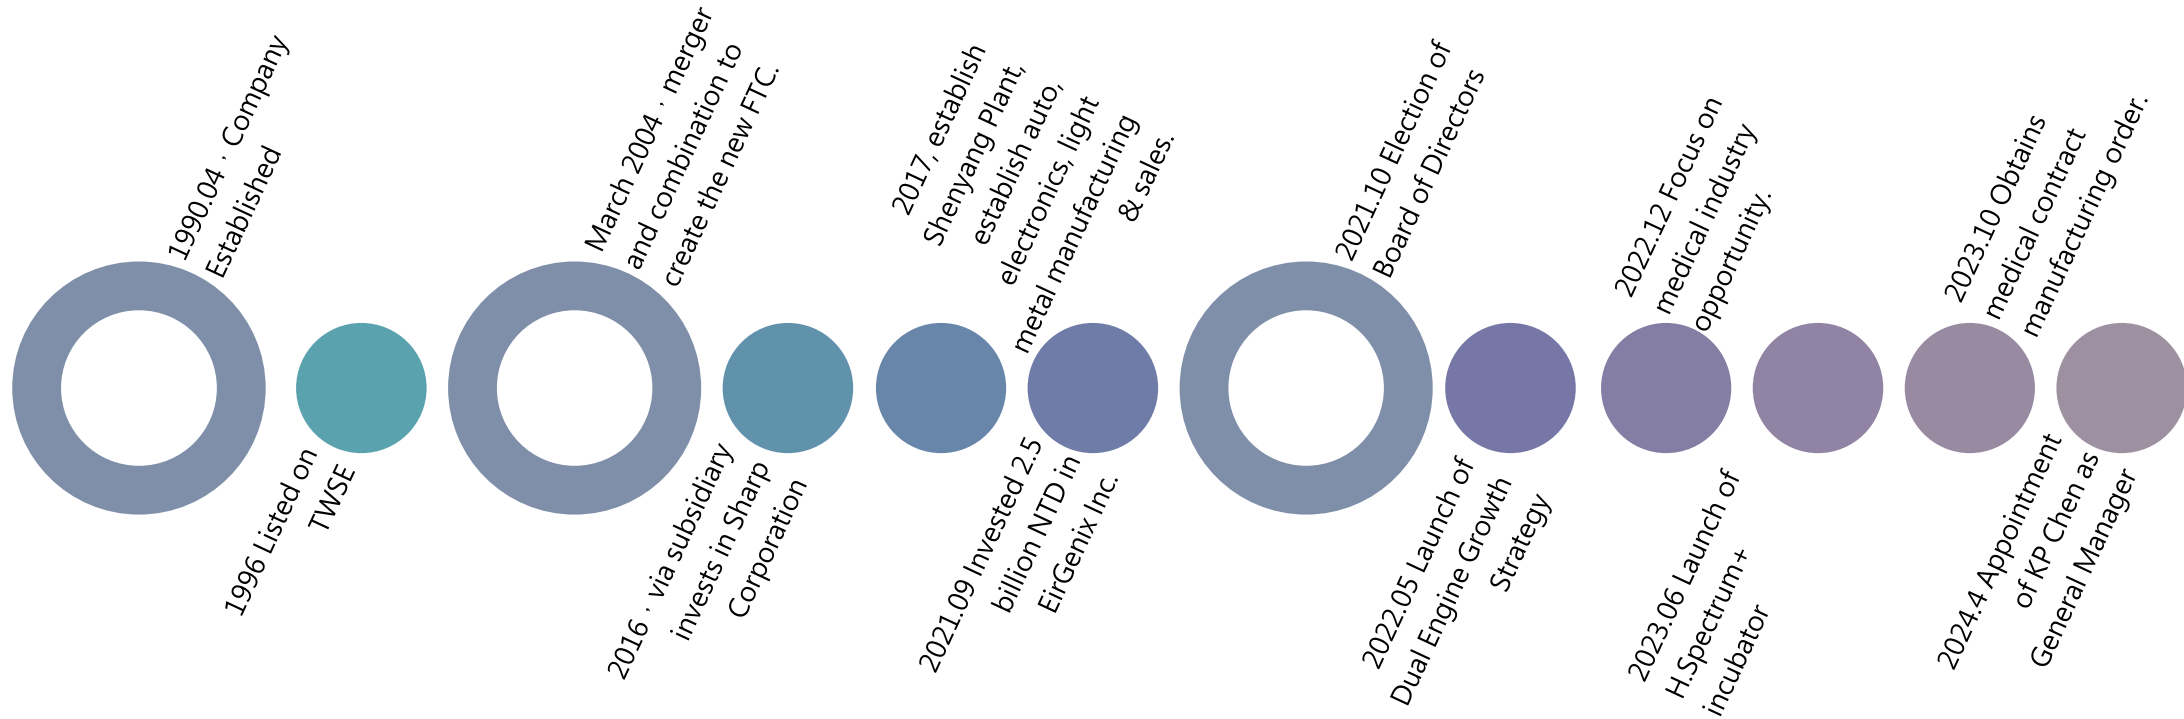 1990.04，Company
Established
1996 Listed on
TWSE
March 2004，merger
and combination to
create the new FTC.
2016，via subsidiary
invests in Sharp
Corporation
2017, establish
Shenyang Plant,
establish auto,
electronics, light
metal manufacturing
& sales.
2021.09 Invested 2.5
billion NTD in
EirGenix Inc.
2021.10 Election of
Board of Directors
2022.05 Launch of
Dual Engine Growth
Strategy
2022.12 Focus on
medical industry
opportunity.
2023.06 Launch of
H.Spectrum+
incubator
2023.10 Obtains
medical contract
manufacturing order.
2024.4 Appointment
of KP Chen as
General Manager